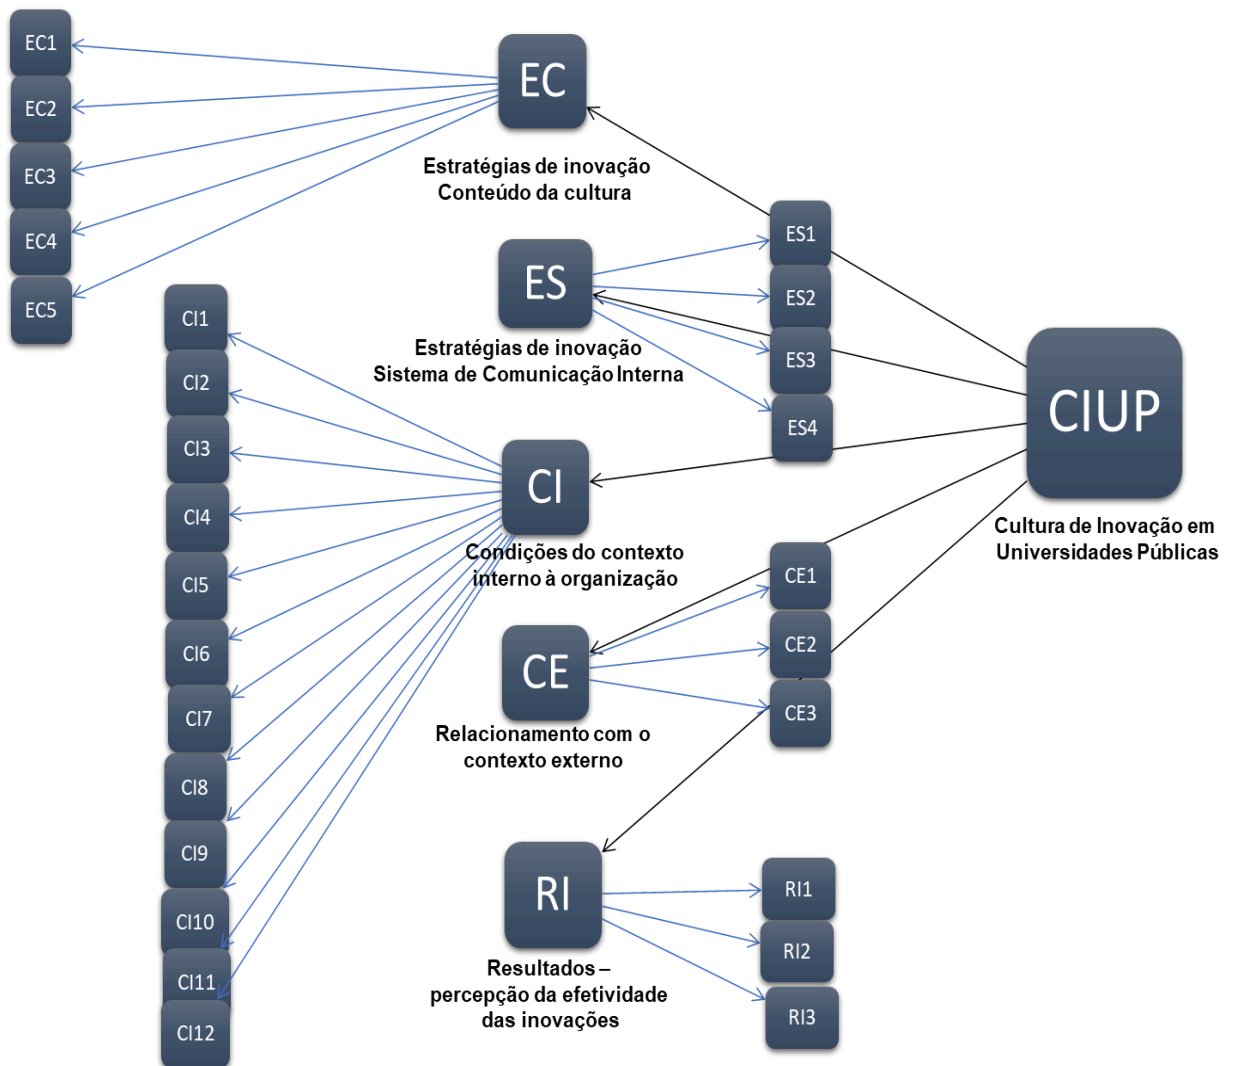 EC1
EC2
EC3
EC4
EC5
EC
Estratégias de inovação
Conteúdo da cultura
ES
Estratégias de inovação
Sistema de Comunicação Interna
ES1
ES2
ES3
ES4
CIUP
Cultura de Inovação em
Universidades Públicas
CI1
CI2
CI3
CI4
CI5
CI6
CI7
CI8
CI9
CI10
CI11
CI12
CI
Condições do contexto
interno à organização
CE
Relacionamento com o
contexto externo
CE1
CE2
CE3
RI
Resultados –
percepção da efetividade
das inovações
RI1
RI2
RI3